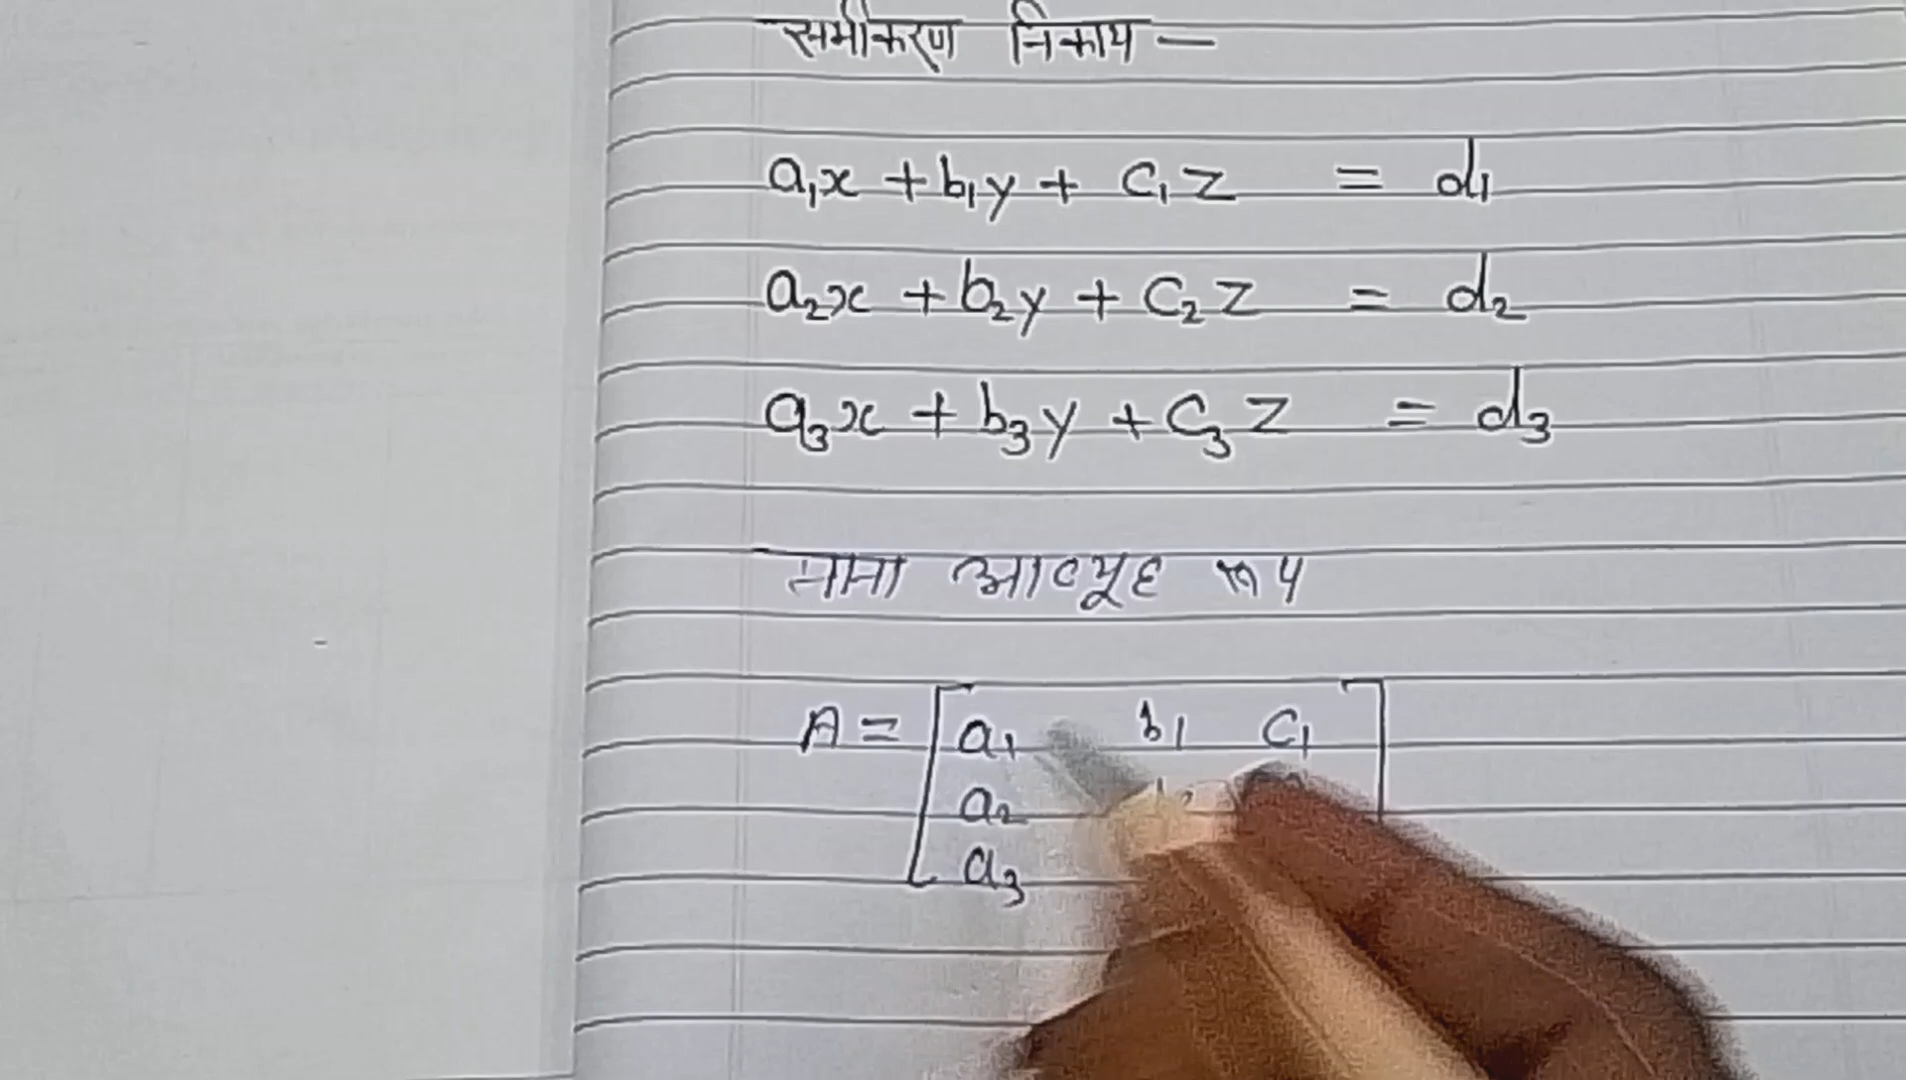 समीकरण निकाय —
a₁x + b₁y + c₁z = d₁
a₂x + b₂y + c₂z = d₂
a₃x + b₃y + c₃z = d₃
आव्यूह रूप
A = [ a₁ b₁ c₁ ]
a₂
a₃